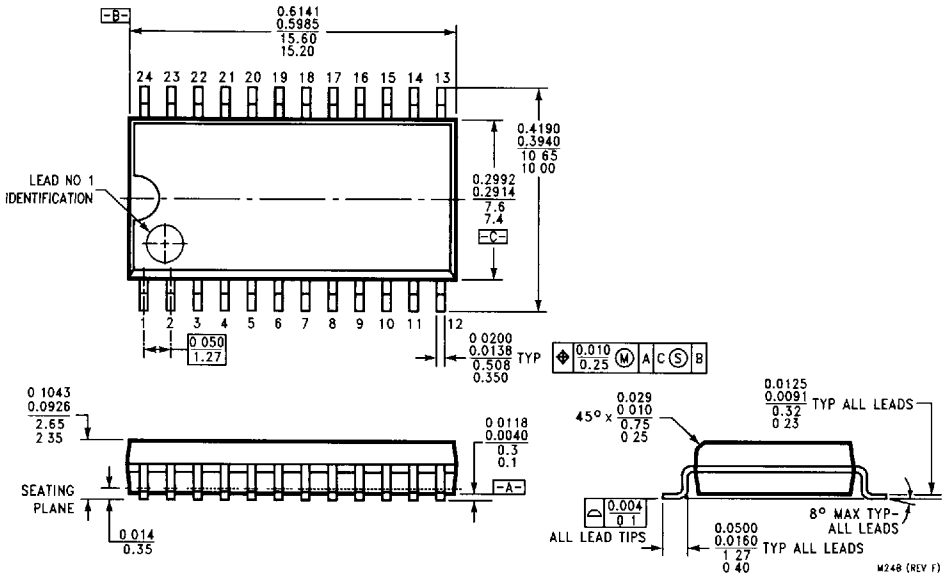 -B-
0.6141
0.5985
15.60
15.20
24 23 22 21 20 19 18 17 16 15 14 13
LEAD NO 1
IDENTIFICATION
0.4190
0.3940
10 65
10 00
0.2992
0.2914
7.6
7.4
-C-
1 2 3 4 5 6 7 8 9 10 11 12
0 050
1.27
0 0200
0.0138
0.508
0.350
TYP
⌖ 0.010 0.25 Ⓜ A C Ⓢ B
0 1043
0.0926
2.65
2 35
0 0118
0.0040
0.3
0.1
-A-
SEATING
PLANE
0 014
0.35
45° x
0.029
0 010
0.75
0 25
0.0125
0.0091
0.32
0 23
TYP ALL LEADS
0.004
0 1
ALL LEAD TIPS
0.0500
0.0160
1 27
0 40
TYP ALL LEADS
8° MAX TYP-
ALL LEADS
M24B (REV F)